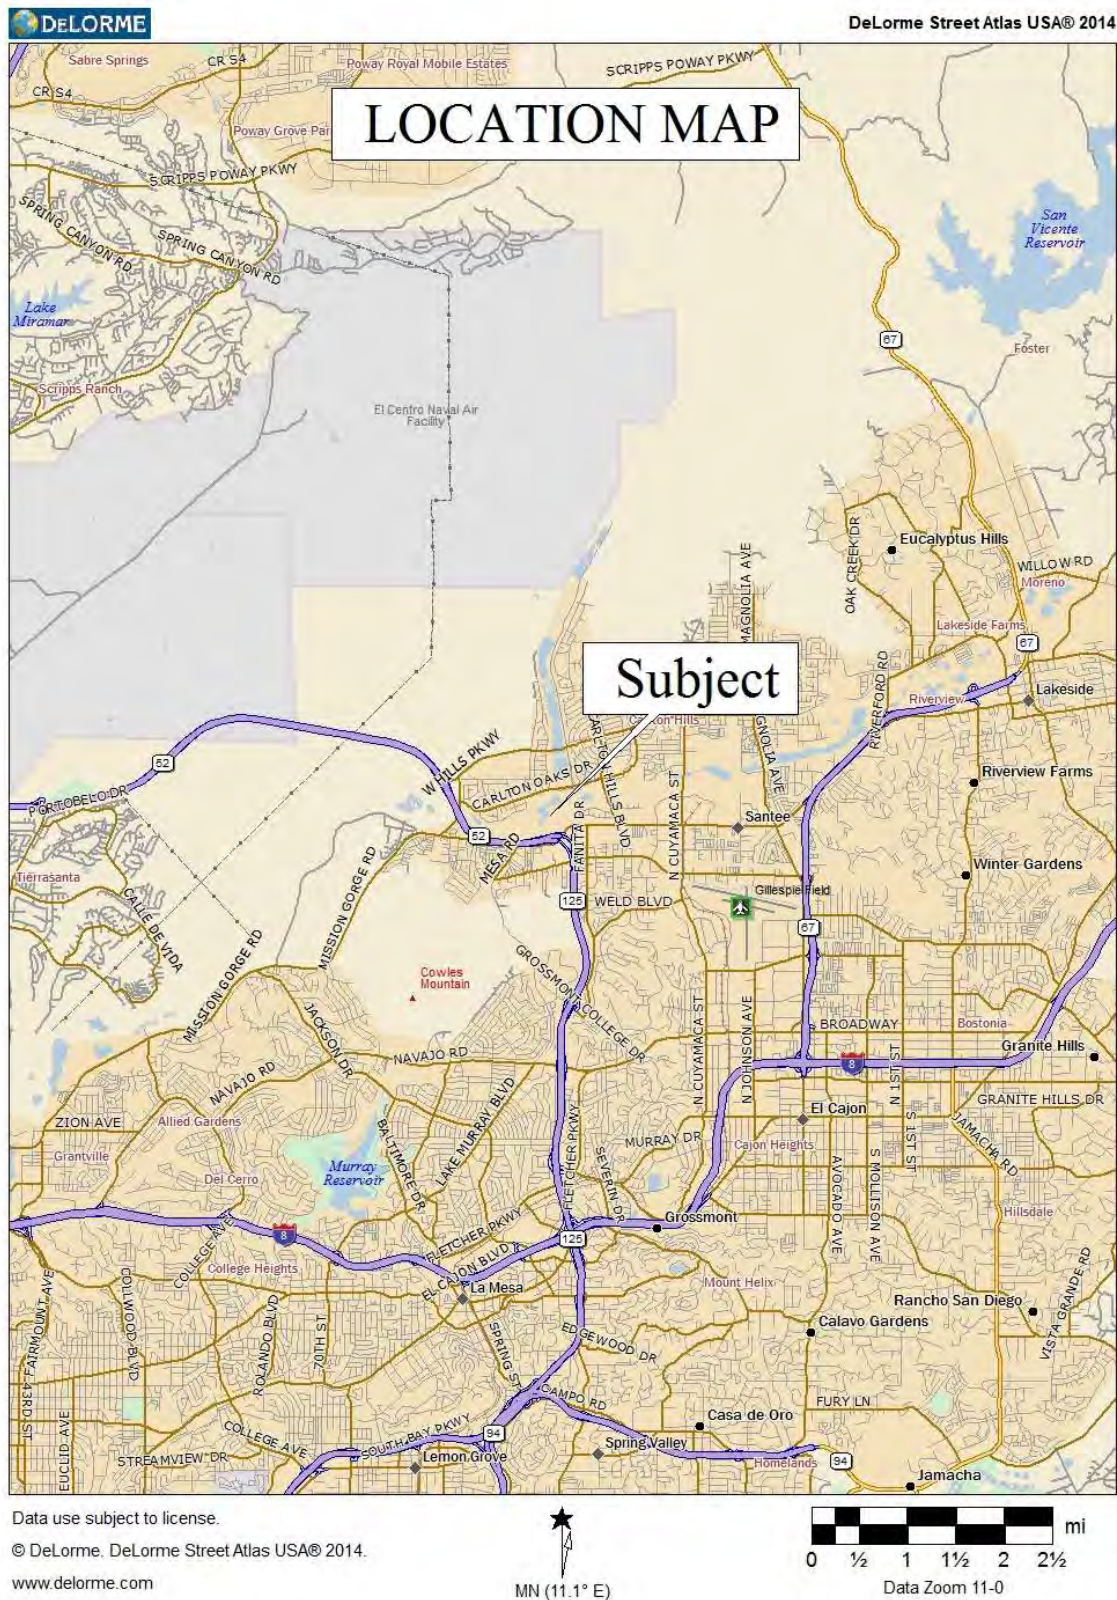 DELORME
DeLorme Street Atlas USA® 2014
Sabre Springs
CR S4
Poway Royal Mobile Estates
SCRIPPS POWAY PKWY
CR S4
LOCATION MAP
Poway Grove Par
SCRIPPS POWAY PKWY
SPRING CANYON RD
SPRING CANYON RD
San
Vicente
Reservoir
Lake
Miramar
67
Foster
Scripps Ranch
El Centro Naval Air
Facility
OAK CREEK DR
Eucalyptus Hills
MAGNOLIA AVE
WILLOW RD
Moreno
Lakeside Farms
67
Subject
RIVERFORD RD
Riverview
Lakeside
52
W HILLS PKWY
CARLTON OAKS DR
CARLTON HILLS BLVD
GNOLIA AVE
N CUYAMACA ST
Riverview Farms
PORTOBELO DR
52
MESA RD
FANITA DR
Santee
Tierrasanta
CALLE DE VIDA
MISSION GORGE RD
125
WELD BLVD
Gillespie Field
Winter Gardens
67
MISSION GORGE RD
Cowles
Mountain
GROSSMONT COLLEGE DR
JACKSON DR
N CUYAMACA ST
N JOHNSON AVE
BROADWAY
Bostonia
NAVAJO RD
NAVAJO RD
8
N 1ST ST
Granite Hills
ZION AVE
Allied Gardens
LAKE MURRAY BLVD
El Cajon
GRANITE HILLS DR
Grantville
BALTIMORE DR
FLETCHER PKWY
MURRAY DR
Cajon Heights
S 1ST ST
JAMACHA RD
Del Cerro
Murray
Reservoir
SEVERIN DR
AVOCADO AVE
S MOLLISON AVE
Hillsdale
COLLEGE AVE
8
FLETCHER PKWY
Grossmont
125
College Heights
EL CAJON BLVD
La Mesa
Mount Helix
FAIRMOUNT AVE
COLLWOOD BLVD
ROLANDO BLVD
70TH ST
SPRING ST
EDGEWOOD DR
Rancho San Diego
Calavo Gardens
VISTA GRANDE RD
43RD ST
EUCLID AVE
CAMPO RD
FURY LN
COLLEGE AVE
STREAMVIEW DR
SOUTH BAY PKWY
94
Casa de Oro
Lemon Grove
Spring Valley
Homelands
94
Jamacha
Data use subject to license.
© DeLorme. DeLorme Street Atlas USA® 2014.
www.delorme.com
MN (11.1° E)
mi
0 ½ 1 1½ 2 2½
Data Zoom 11-0